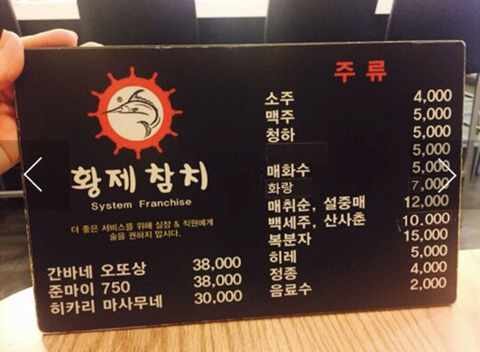 황제 참치
System Franchise
더 좋은 서비스를 위해 실장 & 직원에게
술을 권하지 맙시다.
간바네 오또상 38,000
준마이 750 38,000
히카리 마사무네 30,000
주 류
소주 4,000
맥주 5,000
청하 5,000
5,000
매화수 5,000
화랑 7,000
매취순, 설중매 12,000
백세주, 산사춘 10.000
복분자 15,000
히레 5,000
정종 4,000
음료수 2,000